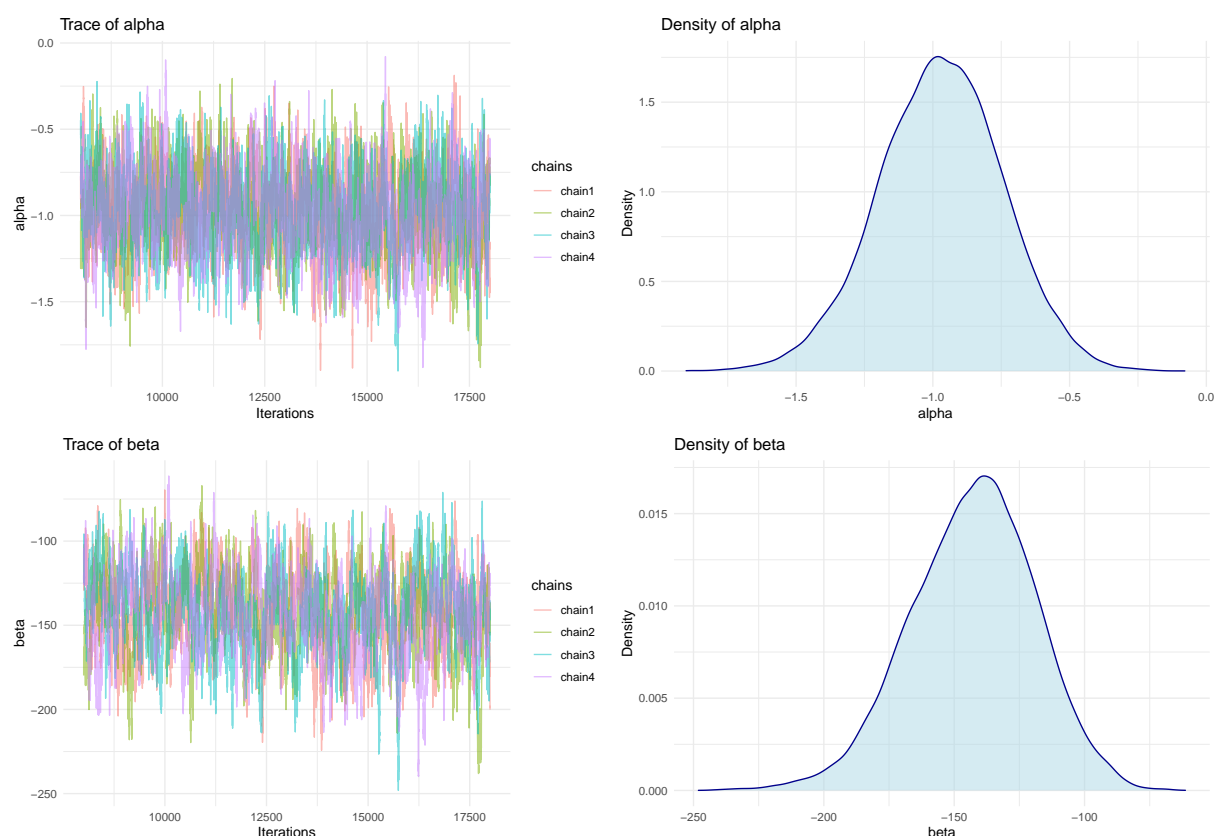 Trace of alpha
0.0
−0.5
−1.0
−1.5
alpha
10000 12500 15000 17500
Iterations
chains
chain1
chain2
chain3
chain4
Density of alpha
1.5
1.0
0.5
0.0
Density
−1.5 −1.0 −0.5 0.0
alpha
Trace of beta
−100
−150
−200
−250
beta
10000 12500 15000 17500
Iterations
chains
chain1
chain2
chain3
chain4
Density of beta
0.015
0.010
0.005
0.000
Density
−250 −200 −150 −100
beta